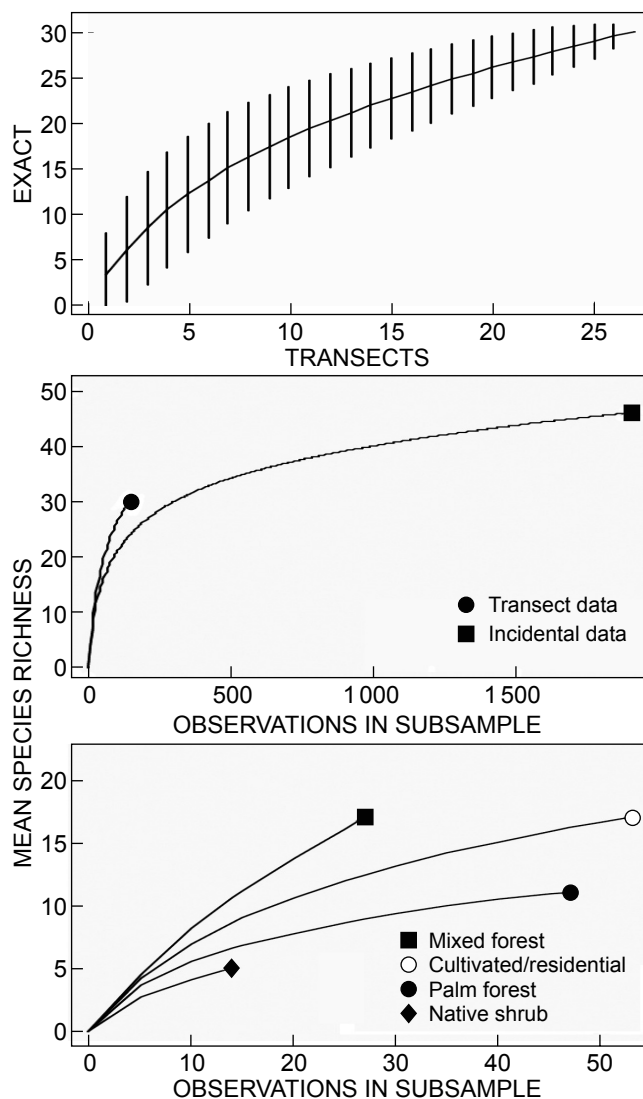 30
25
20
15
10
5
0
EXACT
0 5 10 15 20 25
TRANSECTS
50
40
30
20
10
0
Transect data
Incidental data
0 500 1 000 1 500
OBSERVATIONS IN SUBSAMPLE
MEAN SPECIES RICHNESS
20
15
10
5
0
Mixed forest
Cultivated/residential
Palm forest
Native shrub
0 10 20 30 40 50
OBSERVATIONS IN SUBSAMPLE